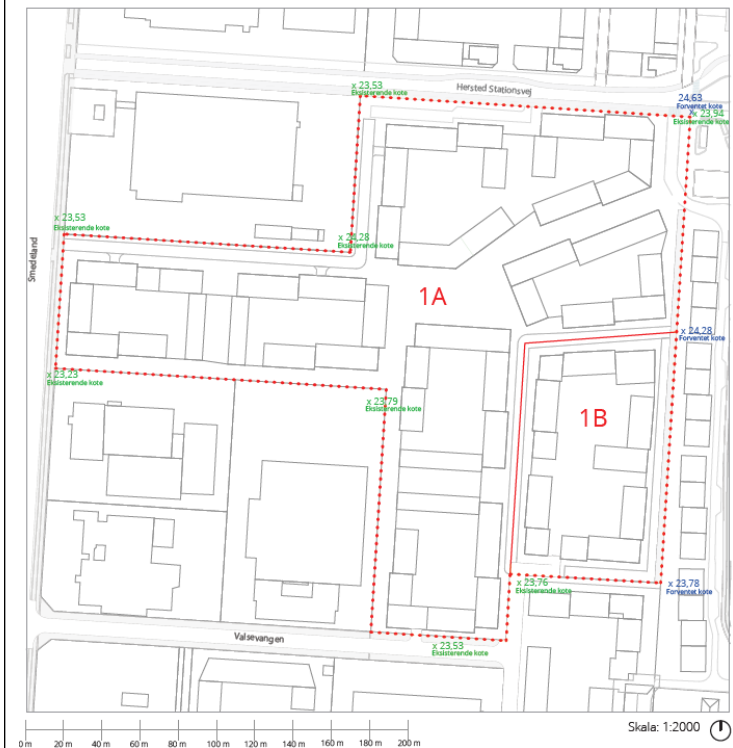 x 23,53
Eksisterende kote
Hersted Stationsvej
24,63
Forventet kote
x
x 23,94
Eksisterende kote
x 23,53
Eksisterende kote
x 24,28
Eksisterende kote
Smedeland
1A
x 24,28
Forventet kote
x 23,23
Eksisterende kote
x 23,79
Eksisterende kote
1B
x 23,76
Eksisterende kote
x 23,78
Forventet kote
Valsevangen
x 23,53
Eksisterende kote
Skala: 1:2000
0 m 20 m 40 m 60 m 80 m 100 m 120 m 140 m 160 m 180 m 200 m